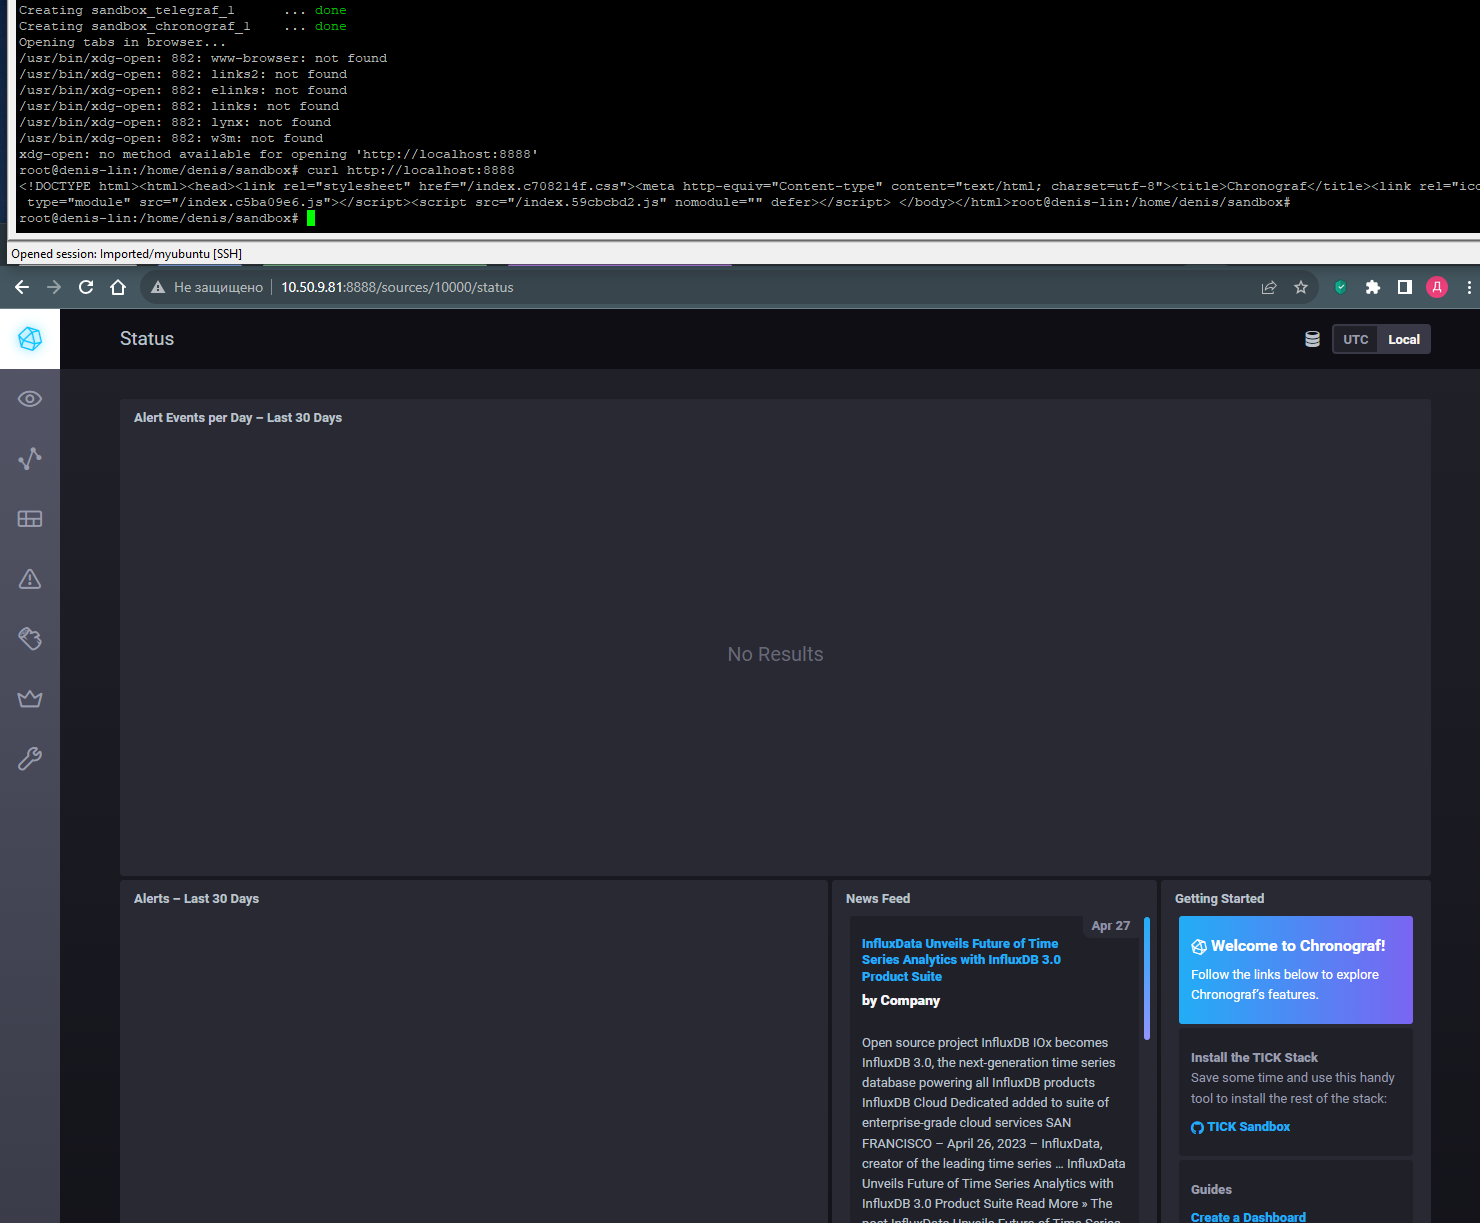 Creating sandbox_telegraf_1      ... done
Creating sandbox_chronograf_1    ... done
Opening tabs in browser...
/usr/bin/xdg-open: 882: www-browser: not found
/usr/bin/xdg-open: 882: links2: not found
/usr/bin/xdg-open: 882: elinks: not found
/usr/bin/xdg-open: 882: links: not found
/usr/bin/xdg-open: 882: lynx: not found
/usr/bin/xdg-open: 882: w3m: not found
xdg-open: no method available for opening 'http://localhost:8888'
root@denis-lin:/home/denis/sandbox# curl http://localhost:8888
<!DOCTYPE html><html><head><link rel="stylesheet" href="/index.c708214f.css"><meta http-equiv="Content-type" content="text/html; charset=utf-8"><title>Chronograf</title><link rel="ico
type="module" src="/index.c5ba09e6.js"></script><script src="/index.59cbcbd2.js" nomodule="" defer></script> </body></html>root@denis-lin:/home/denis/sandbox#
root@denis-lin:/home/denis/sandbox#
Opened session: Imported/myubuntu [SSH]
Не защищено 10.50.9.81:8888/sources/10000/status
Д
Status
UTC Local
Alert Events per Day – Last 30 Days
No Results
Alerts – Last 30 Days
News Feed
Apr 27
InfluxData Unveils Future of Time
Series Analytics with InfluxDB 3.0
Product Suite
by Company
Open source project InfluxDB IOx becomes
InfluxDB 3.0, the next-generation time series
database powering all InfluxDB products
InfluxDB Cloud Dedicated added to suite of
enterprise-grade cloud services SAN
FRANCISCO – April 26, 2023 – InfluxData,
creator of the leading time series ... InfluxData
Unveils Future of Time Series Analytics with
InfluxDB 3.0 Product Suite Read More » The
post InfluxData Unveils Future of Time Series
Getting Started
Welcome to Chronograf!
Follow the links below to explore
Chronograf’s features.
Install the TICK Stack
Save some time and use this handy
tool to install the rest of the stack:
TICK Sandbox
Guides
Create a Dashboard